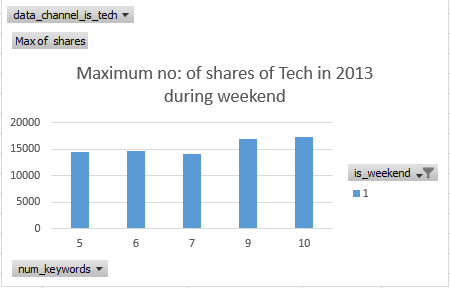 data_channel_is_tech
Max of shares
Maximum no: of shares of Tech in 2013
during weekend
20000
15000
10000
5000
0
5 6 7 9 10
is_weekend
1
num_keywords